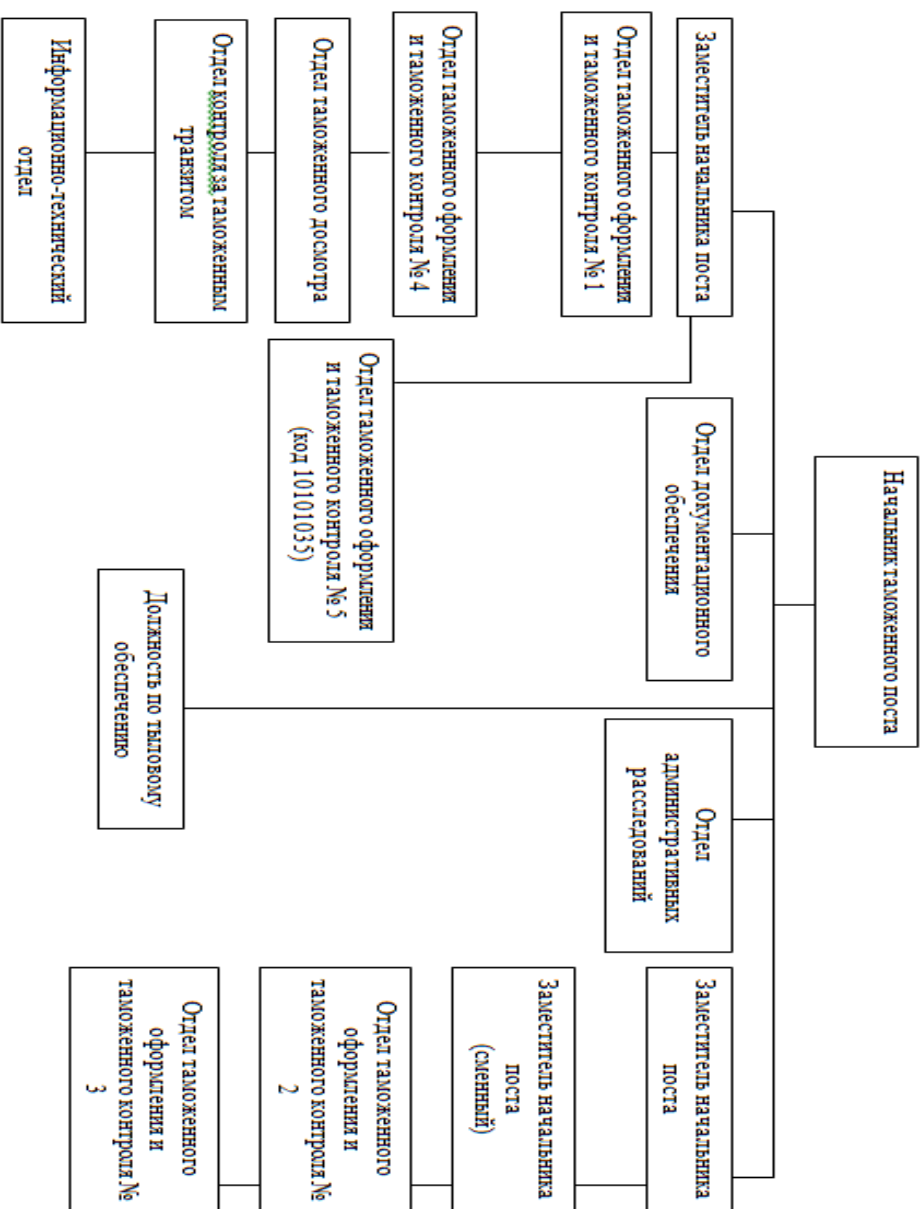 Начальник таможенного поста
Заместитель начальника поста
Отдел документационного
обеспечения
Отдел
административных
расследований
Заместитель начальника
поста
Отдел таможенного оформления
и таможенного контроля № 1
Заместитель начальника
поста
(сменный)
Отдел таможенного оформления
и таможенного контроля № 4
Отдел таможенного оформления
и таможенного контроля № 5
(код 10101035)
Отдел таможенного
оформления и
таможенного контроля №
2
Отдел таможенного досмотра
Отдел контроля за таможенным
транзитом
Должность по тыловому
обеспечению
Отдел таможенного
оформления и
таможенного контроля №
3
Информационно-технический
отдел